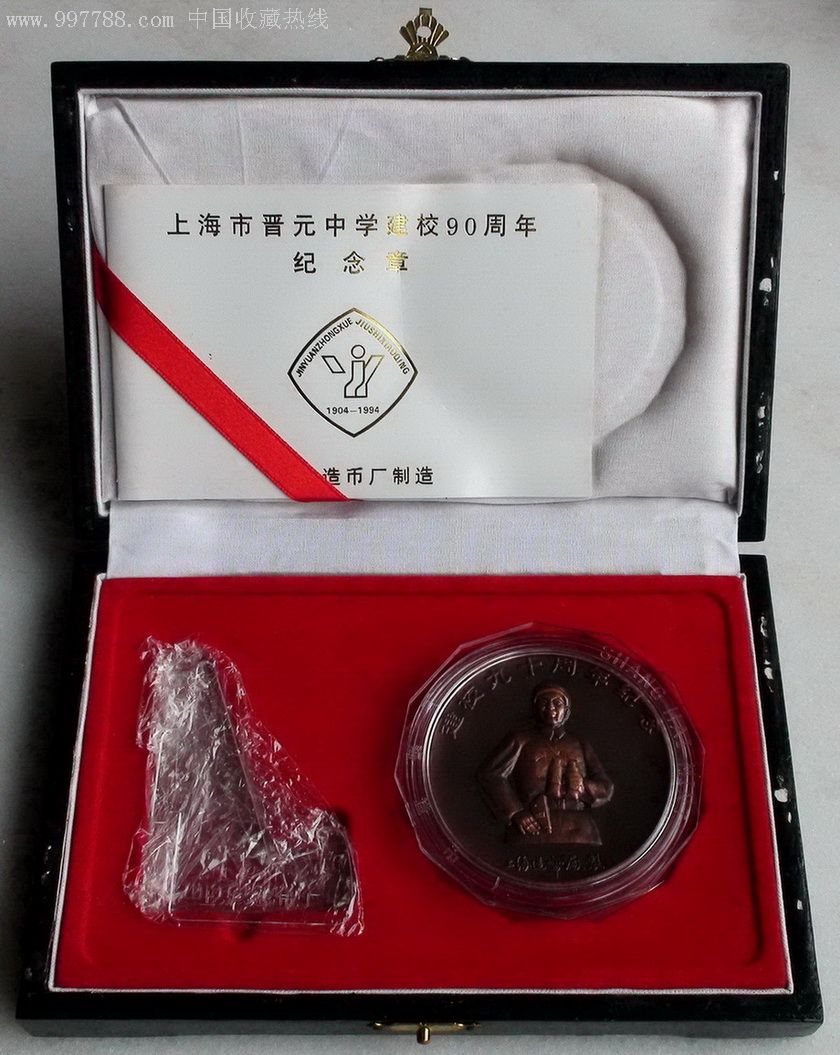 www.997788.com 中国收藏热线
上海市晋元中学建校90周年
纪念章
JINYUANZHONGXUE JIUSHIXIAOQING
1904-1994
造币厂制造
SHANG
建校九十周年纪念